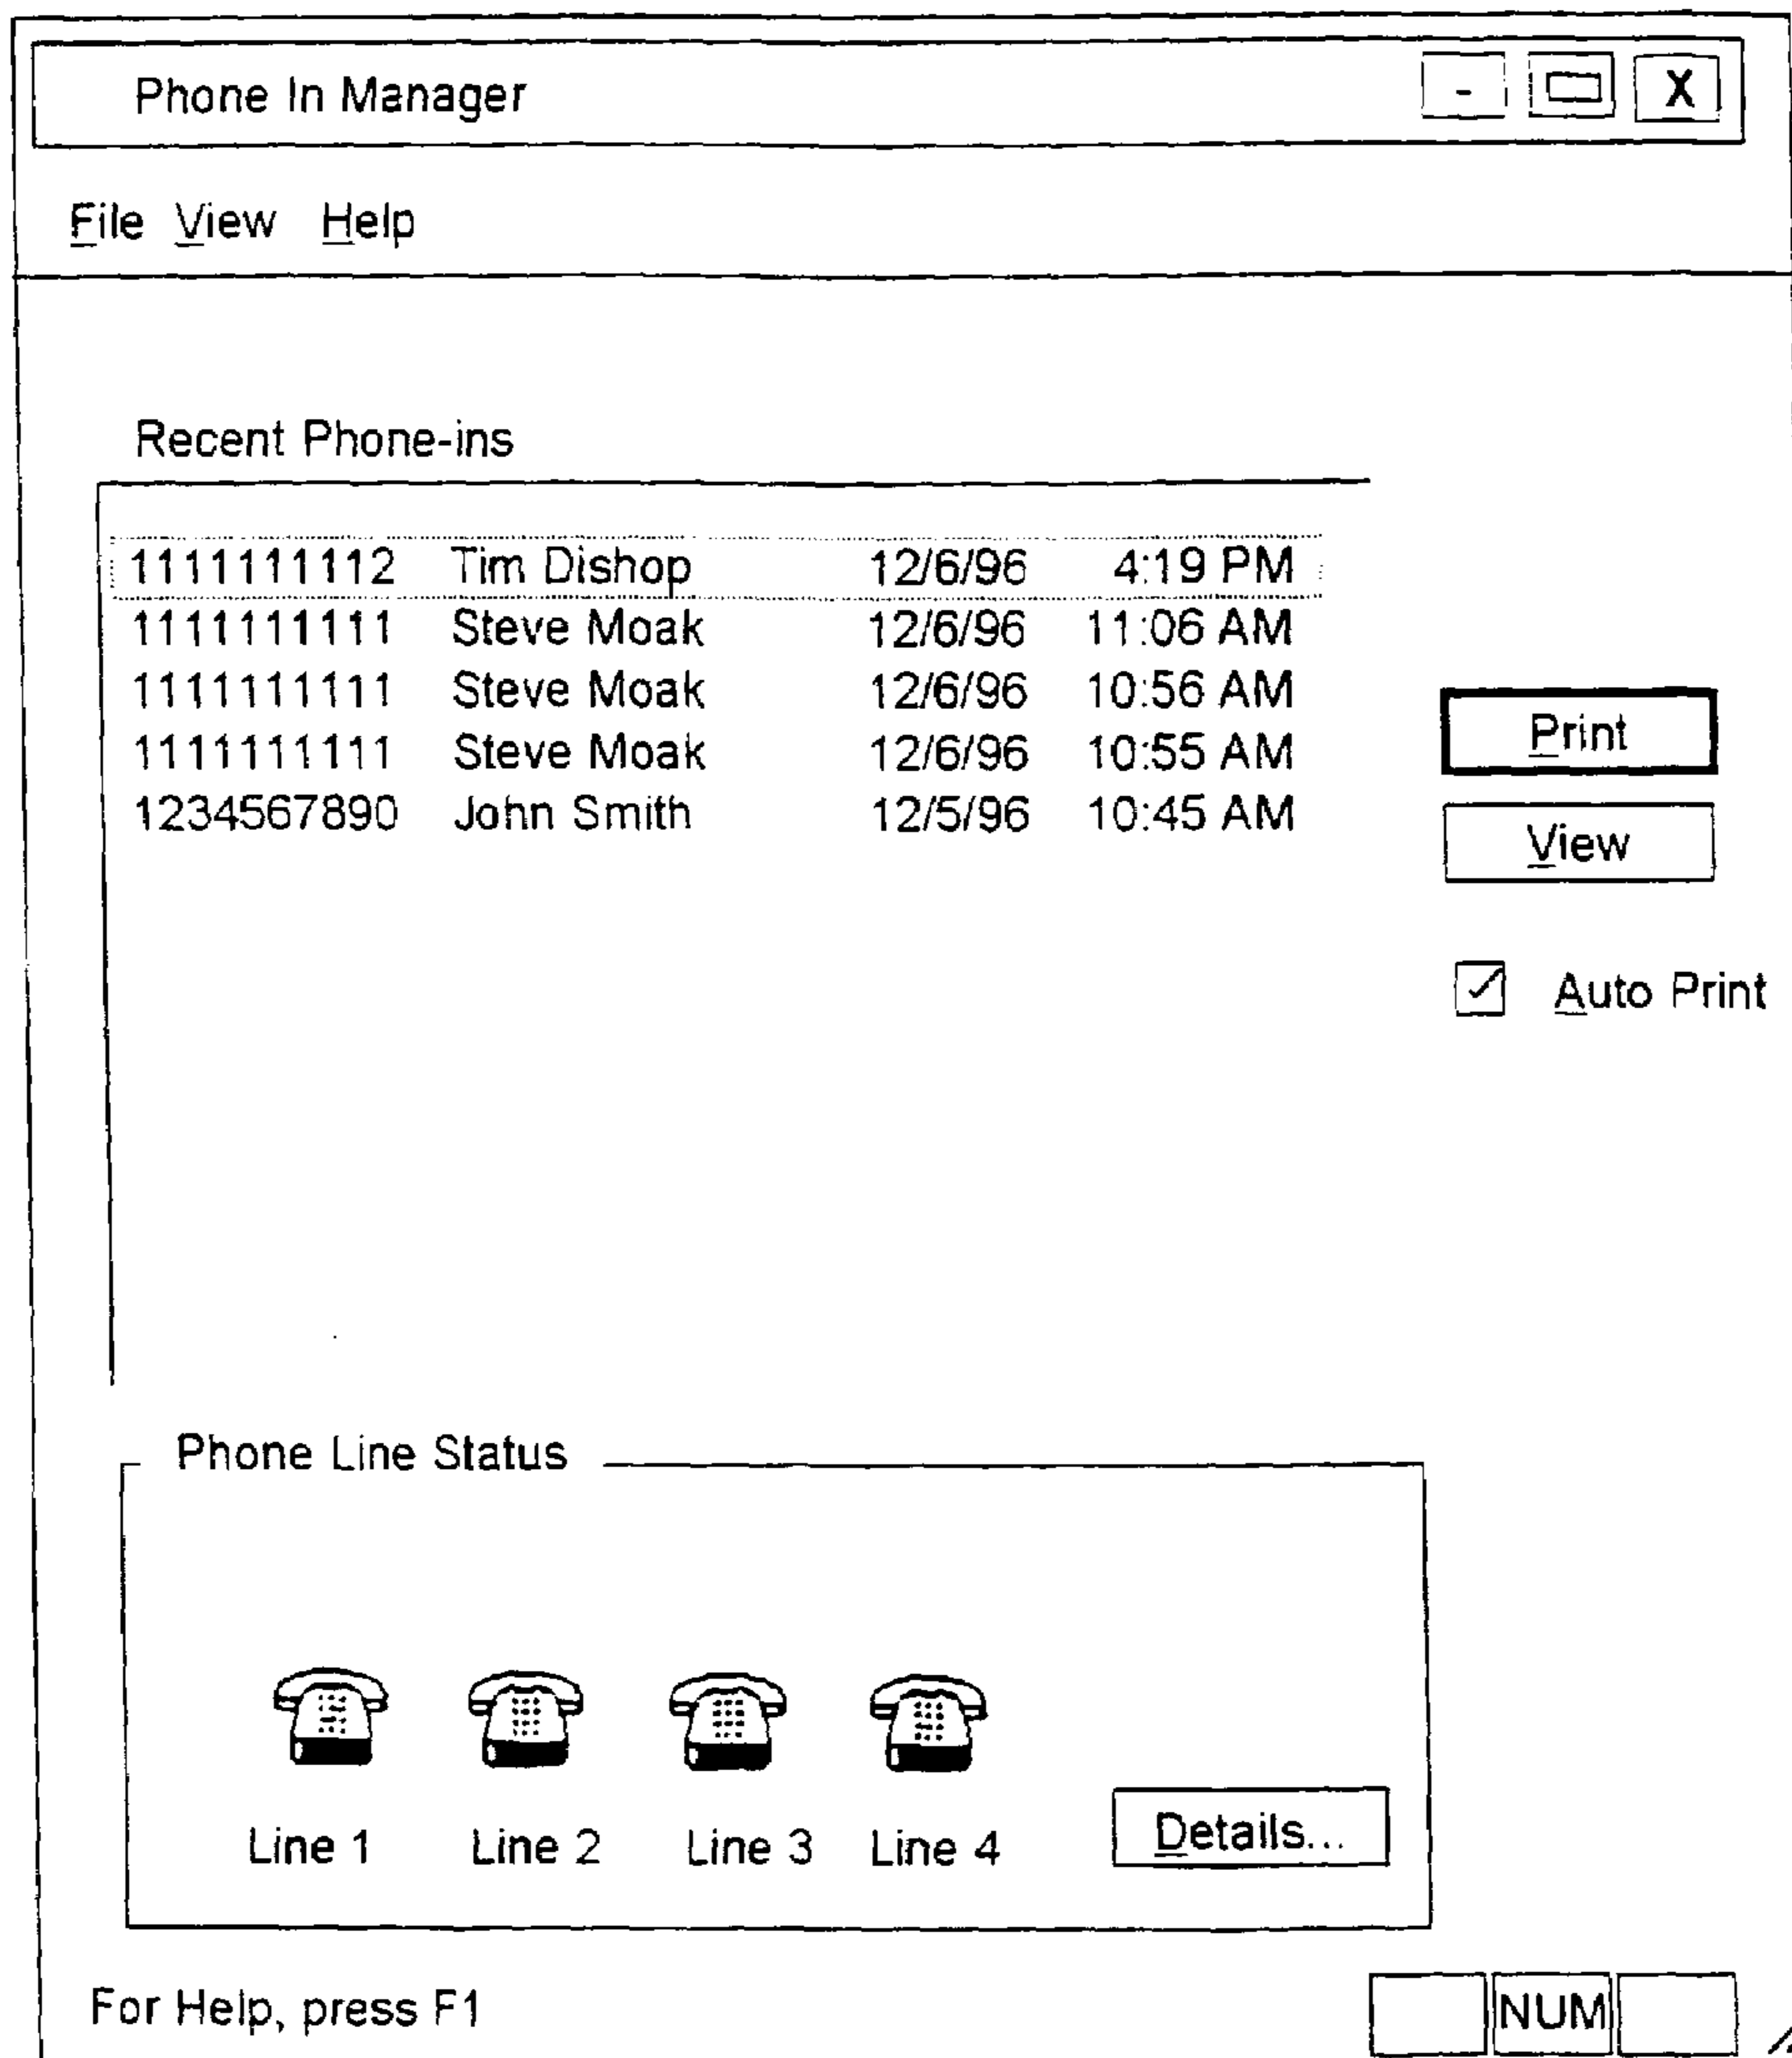 Phone In Manager - X
File View Help
Recent Phone-ins
1111111112 Tim Dishop 12/6/96 4:19 PM
1111111111 Steve Moak 12/6/96 11:06 AM
1111111111 Steve Moak 12/6/96 10:56 AM
1111111111 Steve Moak 12/6/96 10:55 AM
1234567890 John Smith 12/5/96 10:45 AM
Print
View
Auto Print
Phone Line Status
Line 1 Line 2 Line 3 Line 4
Details...
For Help, press F1
NUM